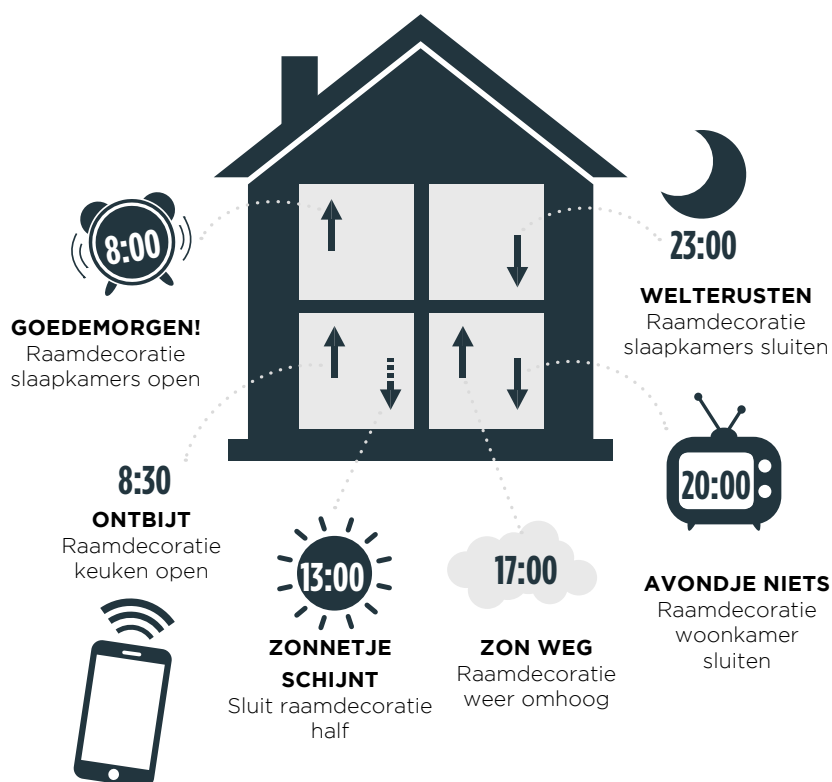 8:00
GOEDEMORGEN!
Raamdecoratie
slaapkamers open
23:00
WELTERUSTEN
Raamdecoratie
slaapkamers sluiten
8:30
ONTBIJT
Raamdecoratie
keuken open
13:00
ZONNETJE
SCHIJNT
Sluit raamdecoratie
half
17:00
ZON WEG
Raamdecoratie
weer omhoog
20:00
AVONDJE NIETS
Raamdecoratie
woonkamer
sluiten